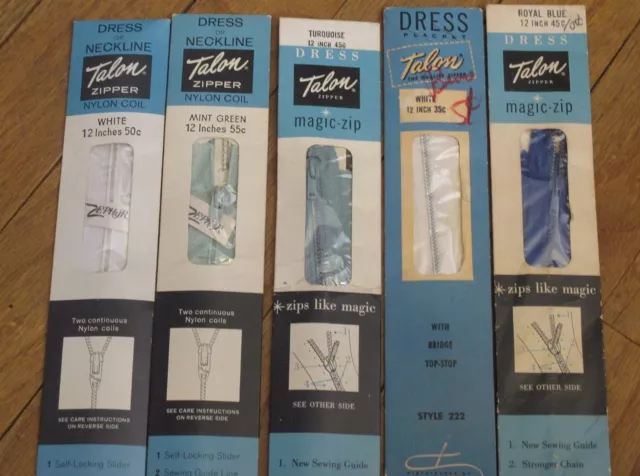 DRESS
OR
NECKLINE
Talon
ZIPPER
NYLON COIL
WHITE
12 Inches 50c
ZEPHYR
Two continuous
Nylon coils
SEE CARE INSTRUCTIONS
ON REVERSE SIDE
1 Self-Locking Slider
DRESS
OR
NECKLINE
Talon
ZIPPER
NYLON COIL
MINT GREEN
12 Inches 55c
ZEPHYR
Two continuous
Nylon coils
SEE CARE INSTRUCTIONS
ON REVERSE SIDE
1 Self-Locking Slider
2 Sewing Guide Line
TURQUOISE
12 INCH 45¢
DRESS
Talon
ZIPPER
magic-zip
zips like magic
SEE OTHER SIDE
1. New Sewing Guide
DRESS
PLACKET
Talon
WHITE
12 INCH 35c
WITH
BRIDGE
TOP-STOP
STYLE 222
ROYAL BLUE
12 INCH 45¢
DRESS
Talon
ZIPPER
magic-zip
zips like magic
SEE OTHER SIDE
1. New Sewing Guide
2. Stronger Chain